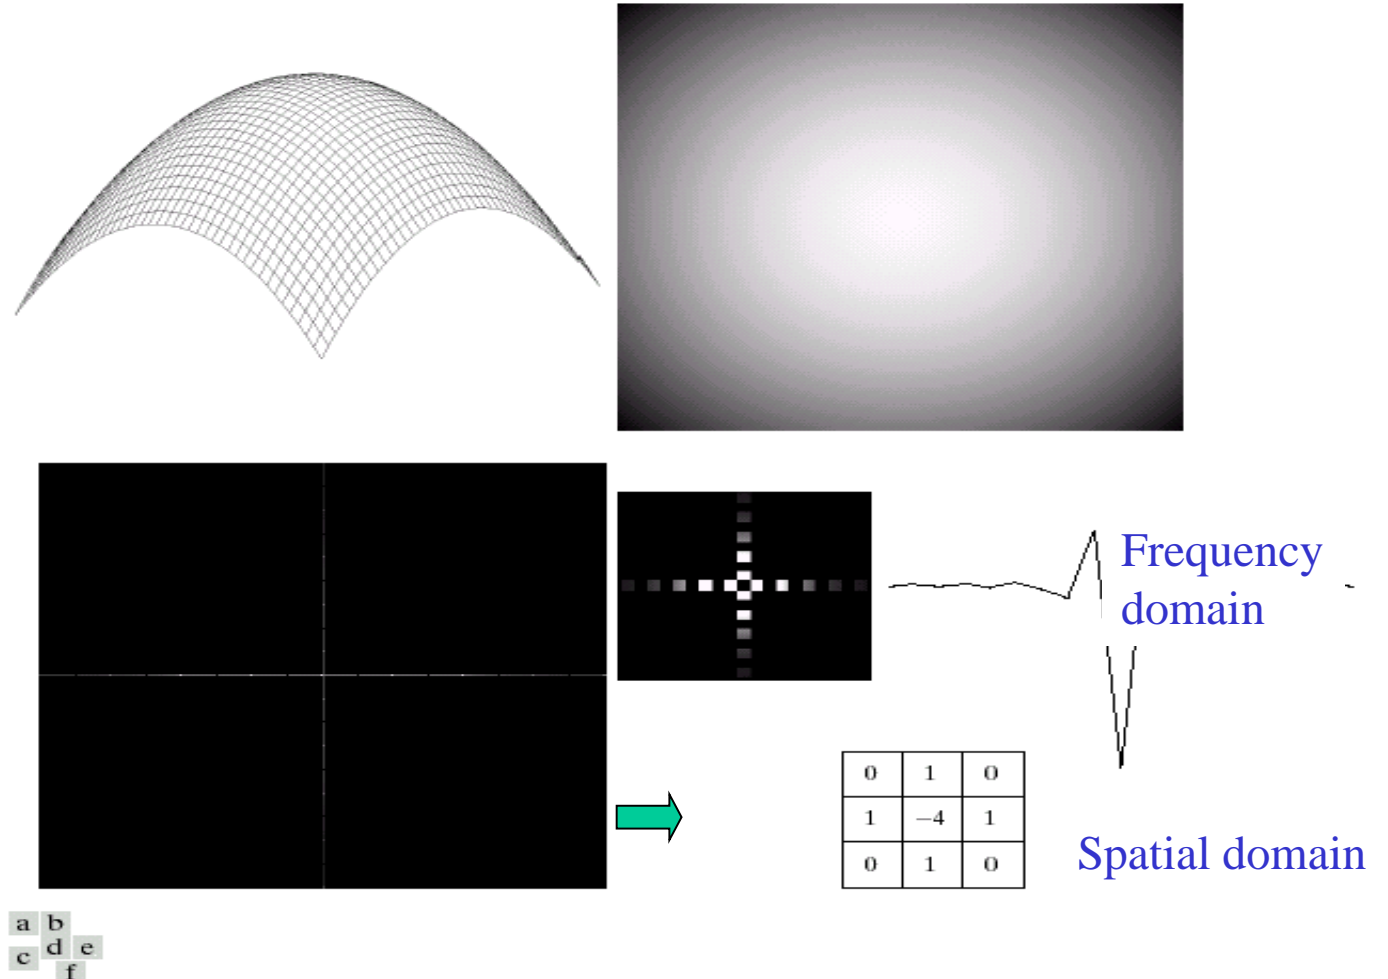 Frequency
domain
0 1 0
1 −4 1
0 1 0
Spatial domain
a b
c d e
f